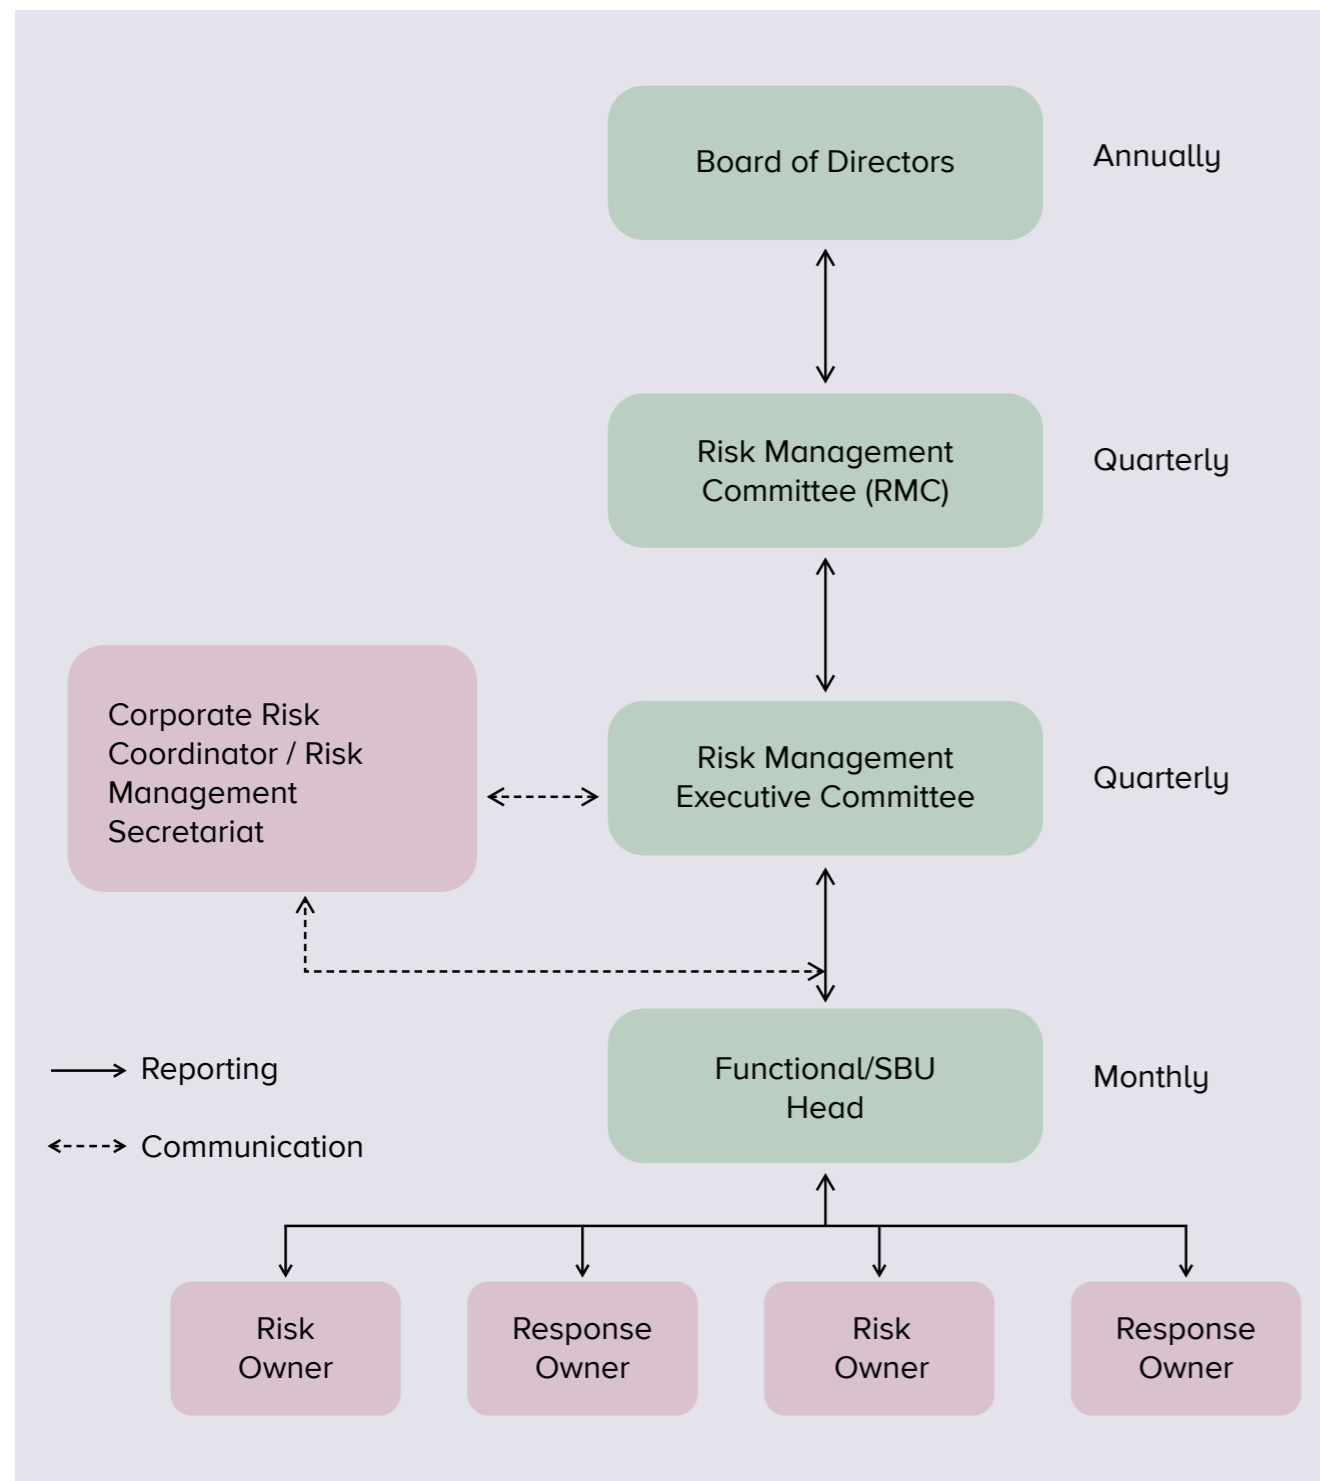 Board of Directors
Annually
Risk Management
Committee (RMC)
Quarterly
Corporate Risk
Coordinator / Risk
Management
Secretariat
Risk Management
Executive Committee
Quarterly
Reporting
Communication
Functional/SBU
Head
Monthly
Risk
Owner
Response
Owner
Risk
Owner
Response
Owner